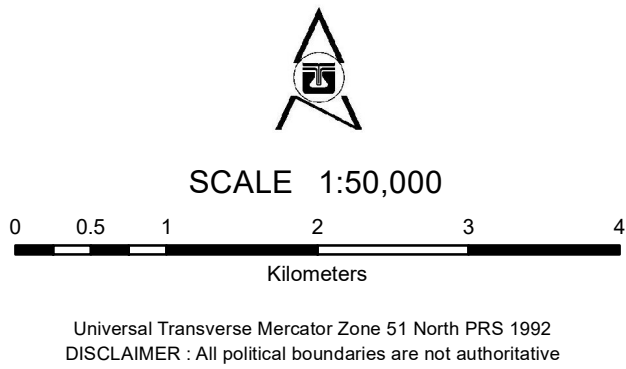 SCALE 1:50,000
0 0.5 1 2 3 4
Kilometers
Universal Transverse Mercator Zone 51 North PRS 1992
DISCLAIMER : All political boundaries are not authoritative